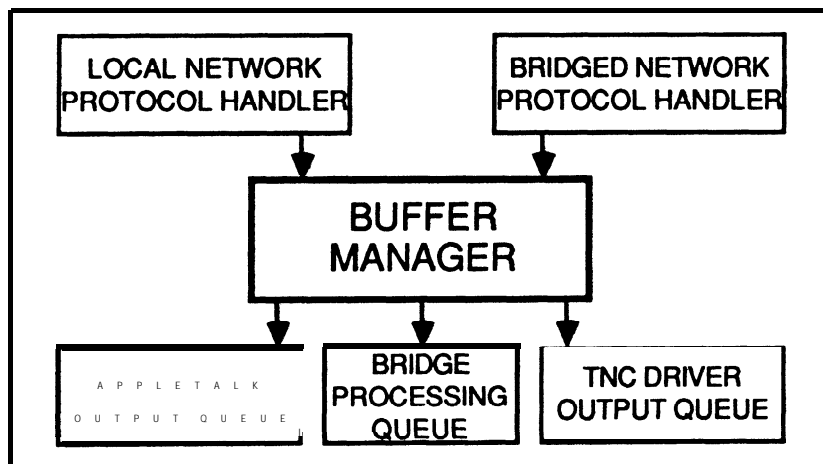 LOCAL NETWORK
PROTOCOL HANDLER
BRIDGED NETWORK
PROTOCOL HANDLER
BUFFER
MANAGER
APPLETALK
OUTPUT QUEUE
BRIDGE
PROCESSING
QUEUE
TNC DRIVER
OUTPUT QUEUE